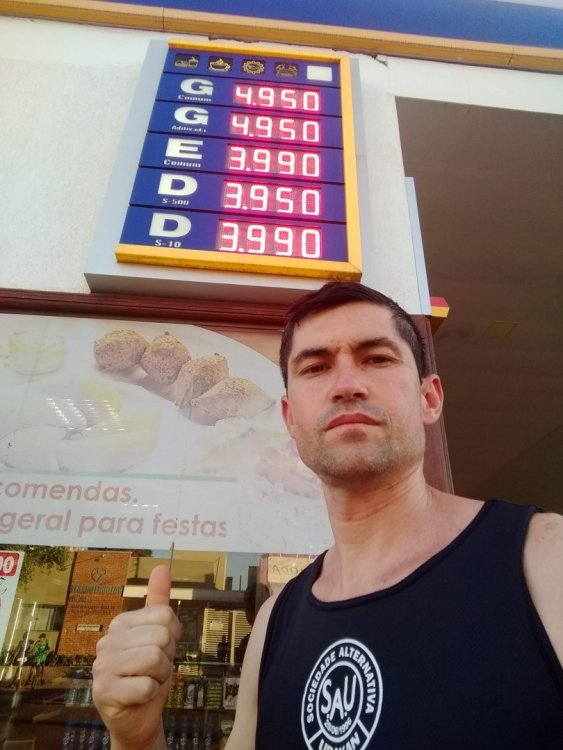 G 4.950
Comum
G 4.950
Aditivada
E 3.990
Comum
D 3.950
S-500
D 3.990
S-10
comendas.
geral para festas
SOCIEDADE ALTERNATIVA
S.A.U